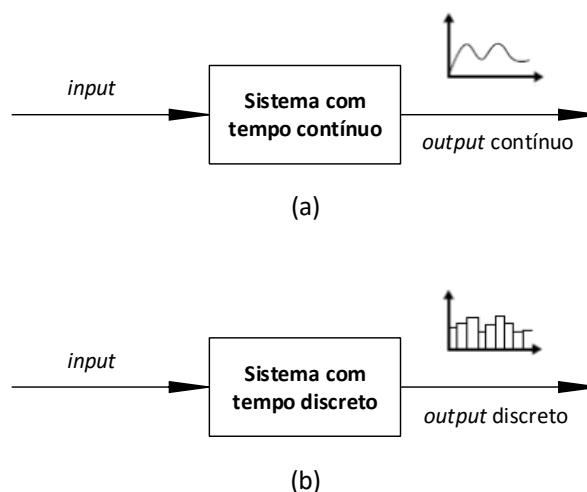 input
Sistema com
tempo contínuo
output contínuo
(a)
input
Sistema com
tempo discreto
output discreto
(b)